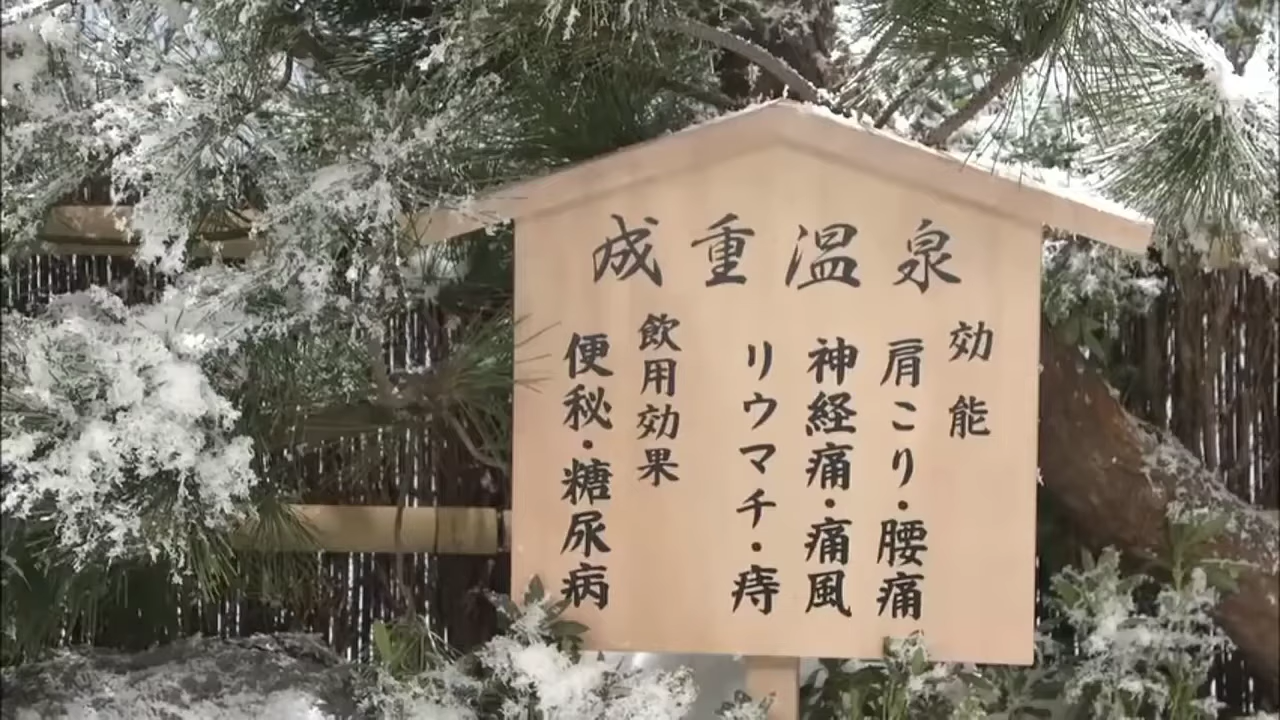 成重温泉
効能
肩こり・腰痛
神経痛・痛風
リウマチ・痔
飲用効果
便秘・糖尿病